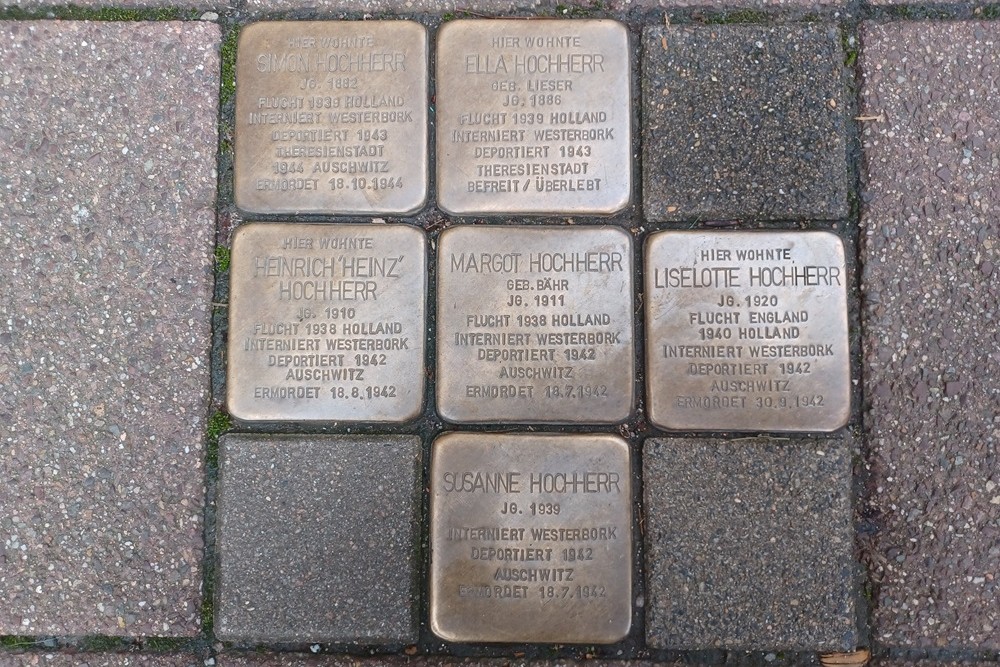 HIER WOHNTE
SIMON HOCHHERR
JG. 1882
FLUCHT 1939 HOLLAND
INTERNIERT WESTERBORK
DEPORTIERT 1943
THERESIENSTADT
1944 AUSCHWITZ
ERMORDET 18.10.1944
HIER WOHNTE
ELLA HOCHHERR
GEB. LIESER
JG. 1886
FLUCHT 1939 HOLLAND
INTERNIERT WESTERBORK
DEPORTIERT 1943
THERESIENSTADT
BEFREIT / ÜBERLEBT
HIER WOHNTE
HEINRICH 'HEINZ'
HOCHHERR
JG. 1910
FLUCHT 1938 HOLLAND
INTERNIERT WESTERBORK
DEPORTIERT 1942
AUSCHWITZ
ERMORDET 18.8.1942
MARGOT HOCHHERR
GEB. BÄHR
JG. 1911
FLUCHT 1938 HOLLAND
INTERNIERT WESTERBORK
DEPORTIERT 1942
AUSCHWITZ
ERMORDET 18.7.1942
HIER WOHNTE
LISELOTTE HOCHHERR
JG. 1920
FLUCHT ENGLAND
1940 HOLLAND
INTERNIERT WESTERBORK
DEPORTIERT 1942
AUSCHWITZ
ERMORDET 30.9.1942
SUSANNE HOCHHERR
JG. 1939
INTERNIERT WESTERBORK
DEPORTIERT 1942
AUSCHWITZ
ERMORDET 18.7.1942